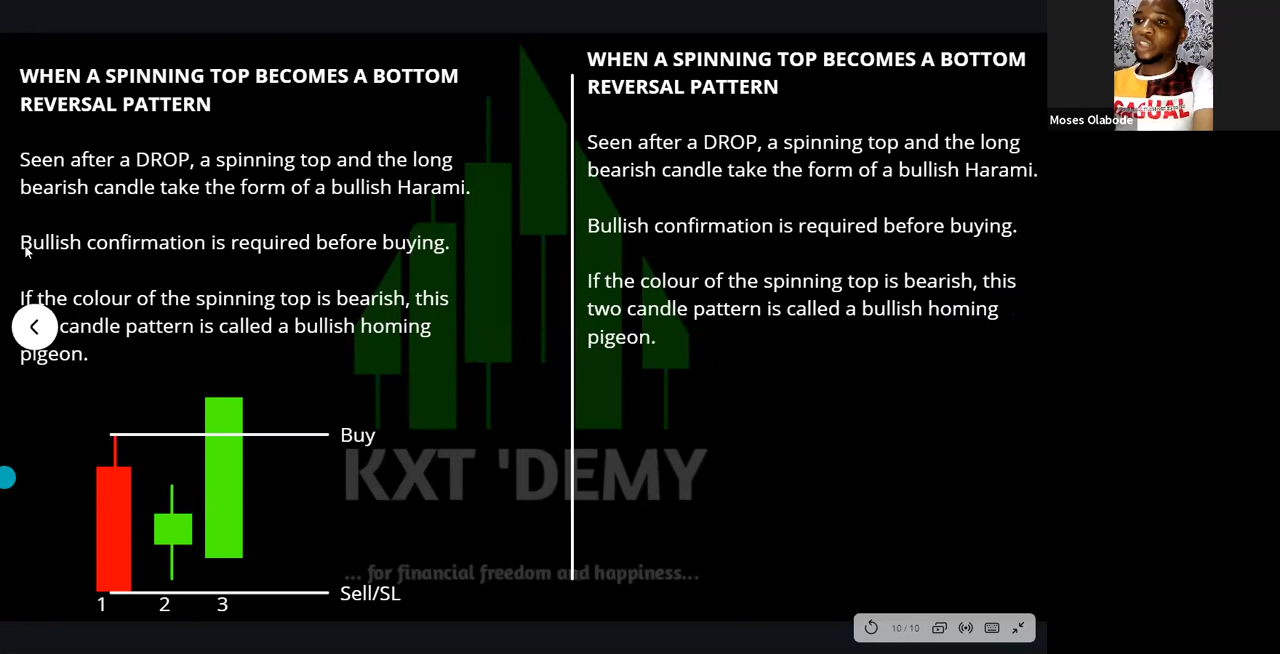 WHEN A SPINNING TOP BECOMES A BOTTOM
REVERSAL PATTERN
Seen after a DROP, a spinning top and the long
bearish candle take the form of a bullish Harami.
Bullish confirmation is required before buying.
If the colour of the spinning top is bearish, this
candle pattern is called a bullish homing
pigeon.
Buy
Sell/SL
1 2 3
WHEN A SPINNING TOP BECOMES A BOTTOM
REVERSAL PATTERN
Seen after a DROP, a spinning top and the long
bearish candle take the form of a bullish Harami.
Bullish confirmation is required before buying.
If the colour of the spinning top is bearish, this
two candle pattern is called a bullish homing
pigeon.
KXT 'DEMY
... for financial freedom and happiness...
10 / 10
CASUAL
Moses Olabode